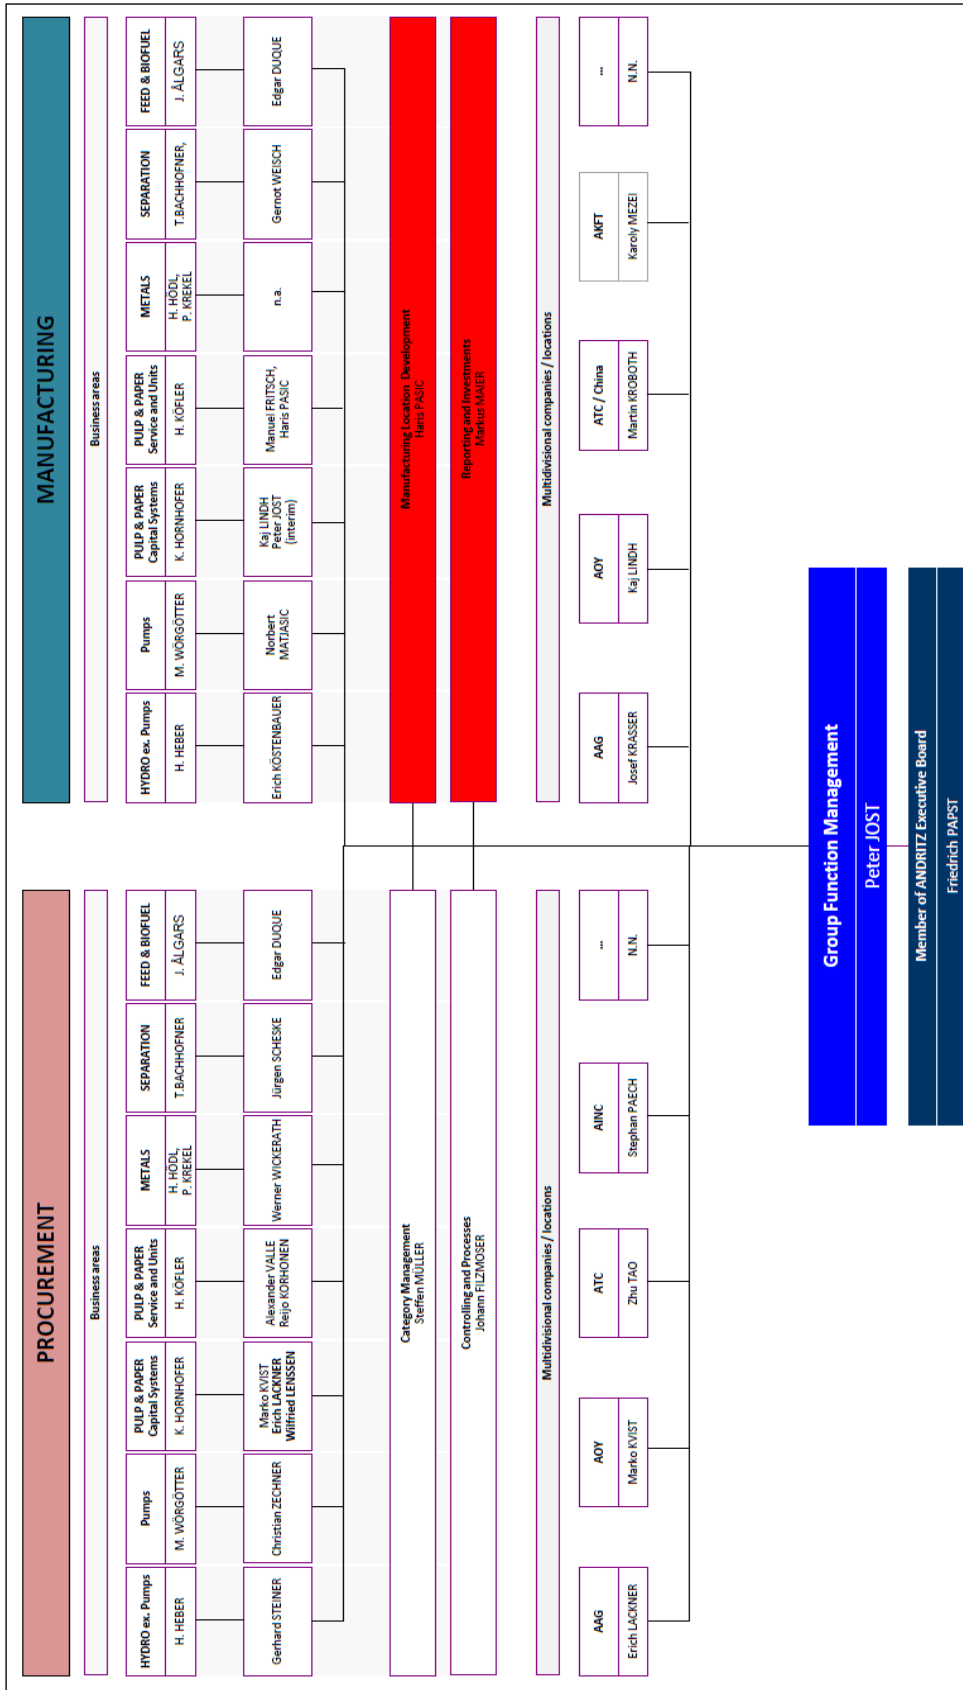 PROCUREMENT
Business areas
HYDRO ex. Pumps
H. HEBER
Gerhard STEINER
Pumps
M. WÖRGÖTTER
Christian ZECHNER
PULP & PAPER
Capital Systems
K. HORNHOFER
Marko KVIST
Erich LACKNER
Wilfried LENSSEN
PULP & PAPER
Service and Units
H. KÖFLER
Alexander VALLE
Reijo KORHONEN
METALS
H. HÖDL,
P. KREKEL
Werner WICKERATH
SEPARATION
T.BACHHOFNER
Jürgen SCHESKE
FEED & BIOFUEL
J. ÅLGARS
Edgar DUQUE
Category Management
Steffen MÜLLER
Controlling and Processes
Johann FILZMOSER
Multidivisional companies / locations
AAG
Erich LACKNER
AOY
Marko KVIST
ATC
Zhu TAO
AINC
Stephan PAECH
...
N.N.
MANUFACTURING
Business areas
HYDRO ex. Pumps
H. HEBER
Erich KÖSTENBAUER
Pumps
M. WÖRGÖTTER
Norbert
MATJASIC
PULP & PAPER
Capital Systems
K. HORNHOFER
Kaj LINDH
Peter JOST
(interim)
PULP & PAPER
Service and Units
H. KÖFLER
Manuel FRITSCH,
Haris PASIC
METALS
H. HÖDL,
P. KREKEL
n.a.
SEPARATION
T.BACHHOFNER,
Gernot WEISCH
FEED & BIOFUEL
J. ÅLGARS
Edgar DUQUE
Manufacturing Location Development
Haris PASIC
Reporting and Investments
Markus MAIER
Multidivisional companies / locations
AAG
Josef KRASSER
AOY
Kaj LINDH
ATC / China
Martin KROBOTH
AKFT
Karoly MEZEI
...
N.N.
Group Function Management
Peter JOST
Member of ANDRITZ Executive Board
Friedrich PAPST